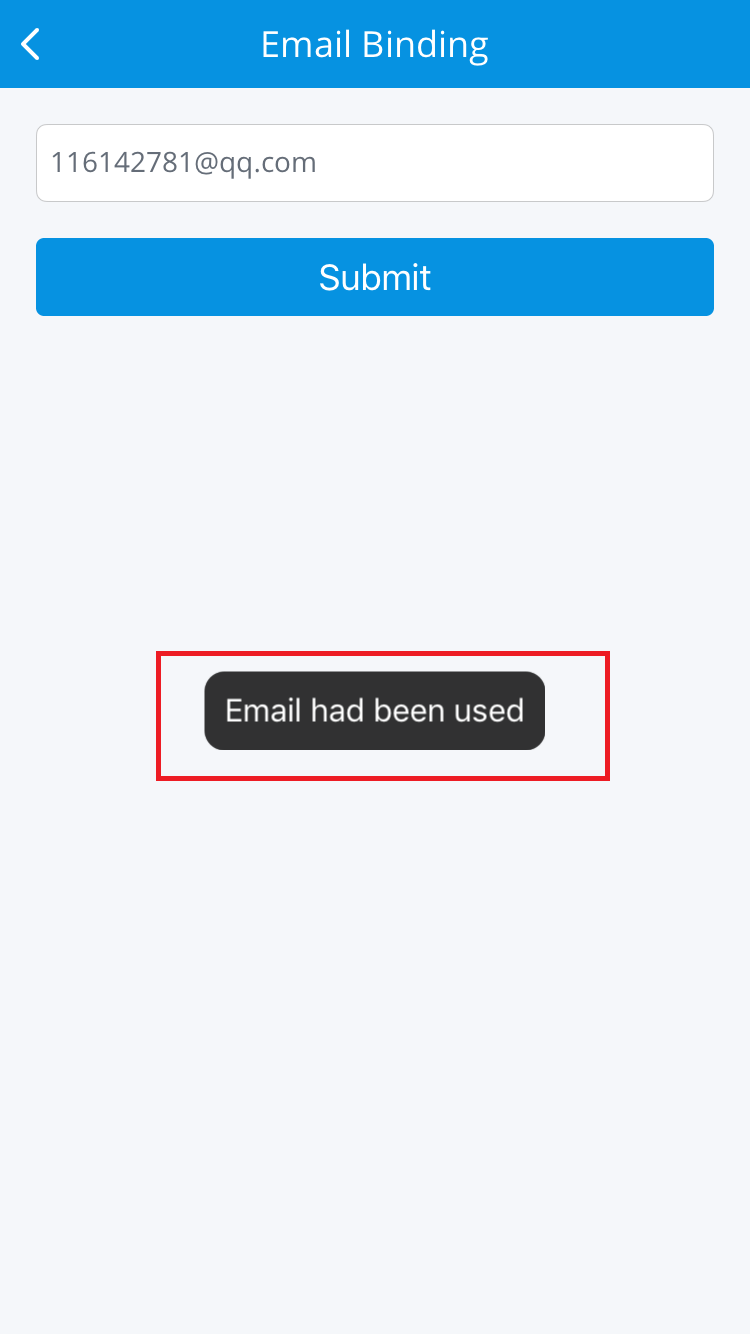 Email Binding
116142781@qq.com
Submit
Email had been used